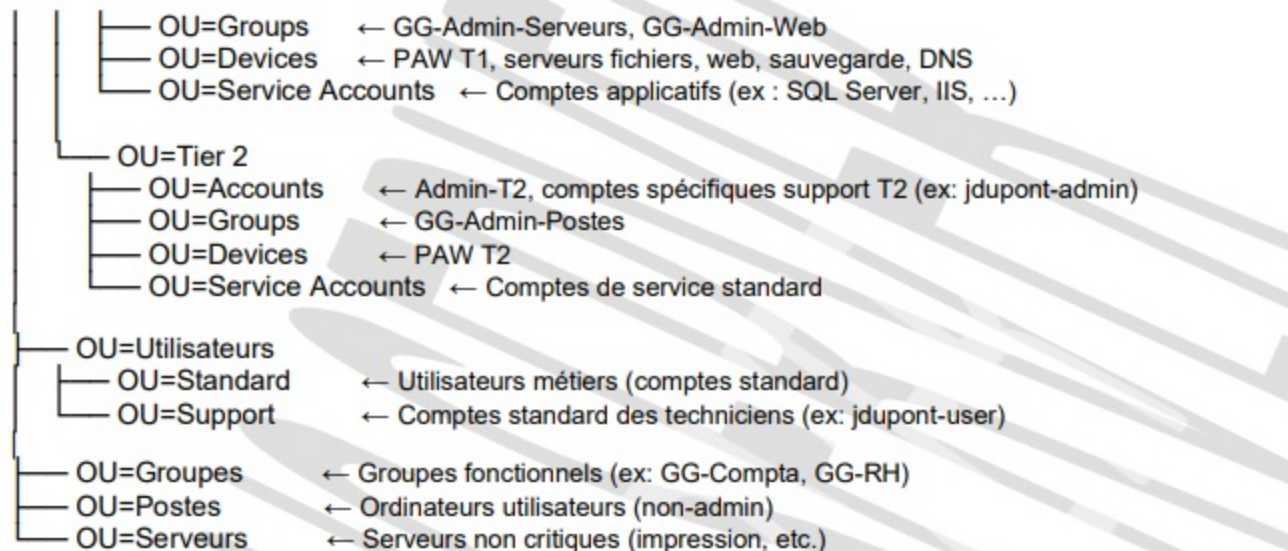 OU=Groups ← GG-Admin-Serveurs, GG-Admin-Web
OU=Devices ← PAW T1, serveurs fichiers, web, sauvegarde, DNS
OU=Service Accounts ← Comptes applicatifs (ex : SQL Server, IIS, …)
OU=Tier 2
OU=Accounts ← Admin-T2, comptes spécifiques support T2 (ex: jdupont-admin)
OU=Groups ← GG-Admin-Postes
OU=Devices ← PAW T2
OU=Service Accounts ← Comptes de service standard
OU=Utilisateurs
OU=Standard ← Utilisateurs métiers (comptes standard)
OU=Support ← Comptes standard des techniciens (ex: jdupont-user)
OU=Groupes ← Groupes fonctionnels (ex: GG-Compta, GG-RH)
OU=Postes ← Ordinateurs utilisateurs (non-admin)
OU=Serveurs ← Serveurs non critiques (impression, etc.)